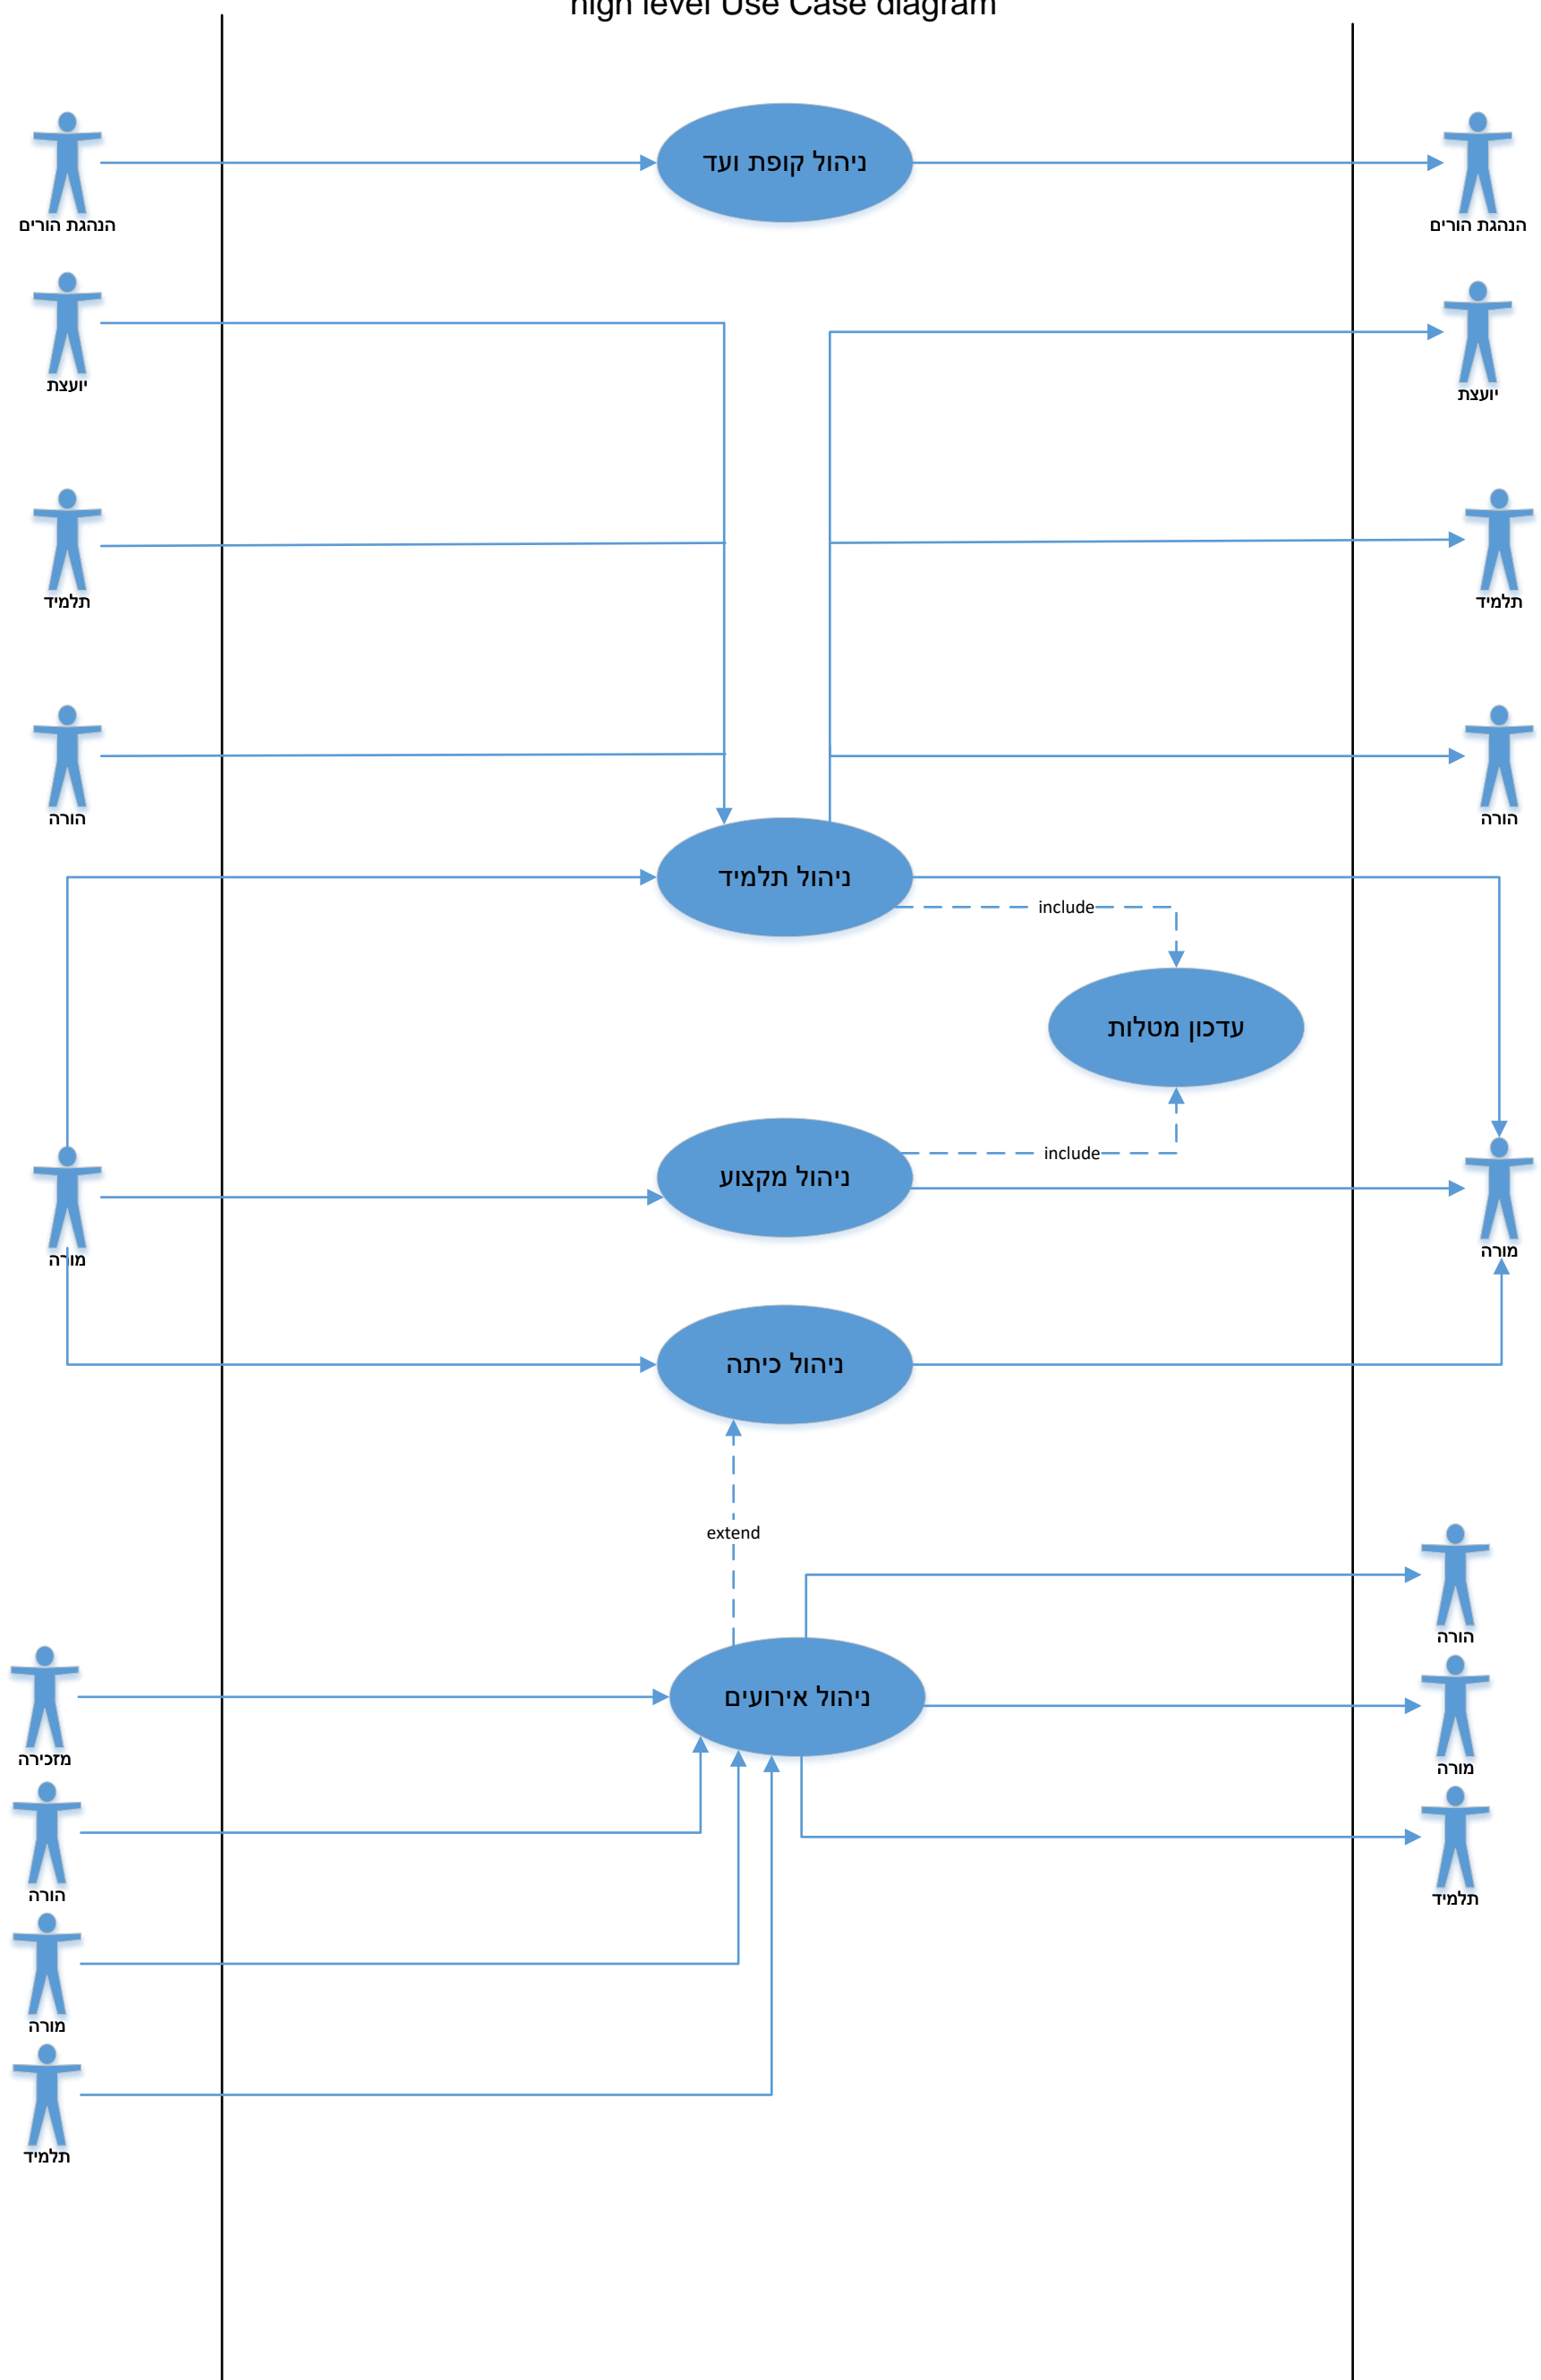 high level Use Case diagram
ניהול קופת ועד
הנהגת הורים
הנהגת הורים
יועצת
יועצת
תלמיד
תלמיד
הורה
הורה
ניהול תלמיד
include
עדכון מטלות
include
ניהול מקצוע
מורה
מורה
ניהול כיתה
extend
הורה
ניהול אירועים
מזכירה
מורה
הורה
תלמיד
מורה
תלמיד